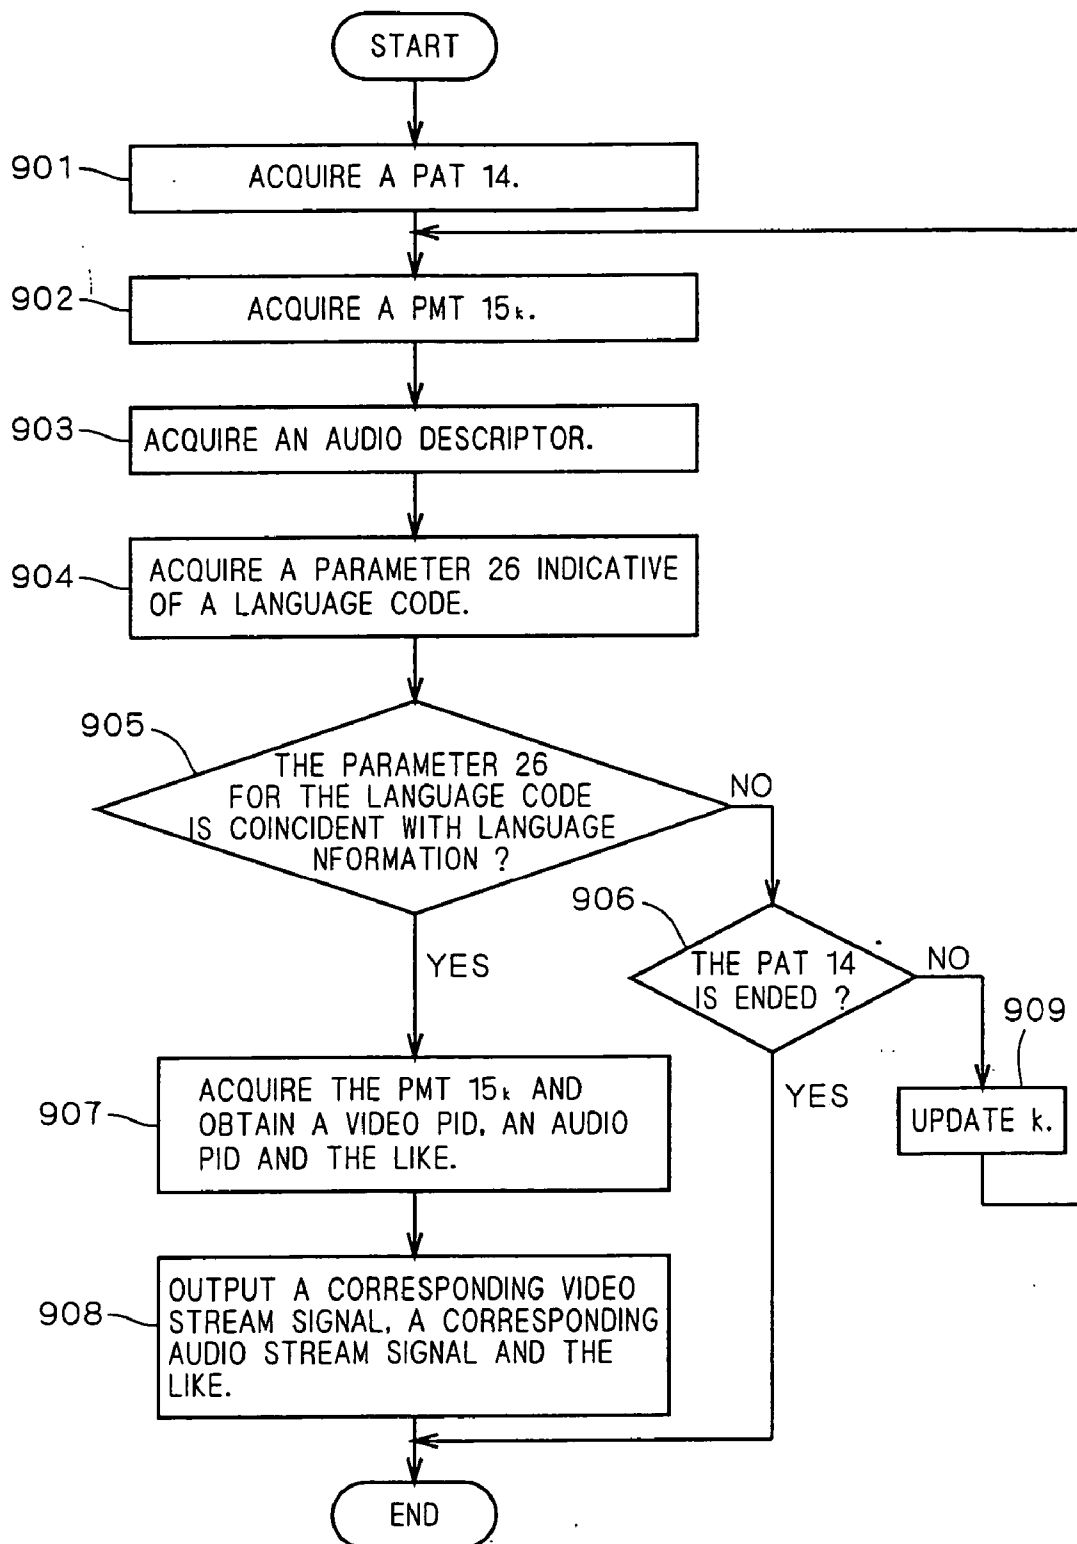 START
901
ACQUIRE A PAT 14.
902
ACQUIRE A PMT 15k.
903
ACQUIRE AN AUDIO DESCRIPTOR.
904
ACQUIRE A PARAMETER 26 INDICATIVE
OF A LANGUAGE CODE.
905
THE PARAMETER 26
FOR THE LANGUAGE CODE
IS COINCIDENT WITH LANGUAGE
NFORMATION ?
NO
YES
906
THE PAT 14
IS ENDED ?
NO
YES
909
UPDATE k.
907
ACQUIRE THE PMT 15k AND
OBTAIN A VIDEO PID, AN AUDIO
PID AND THE LIKE.
908
OUTPUT A CORRESPONDING VIDEO
STREAM SIGNAL, A CORRESPONDING
AUDIO STREAM SIGNAL AND THE
LIKE.
END